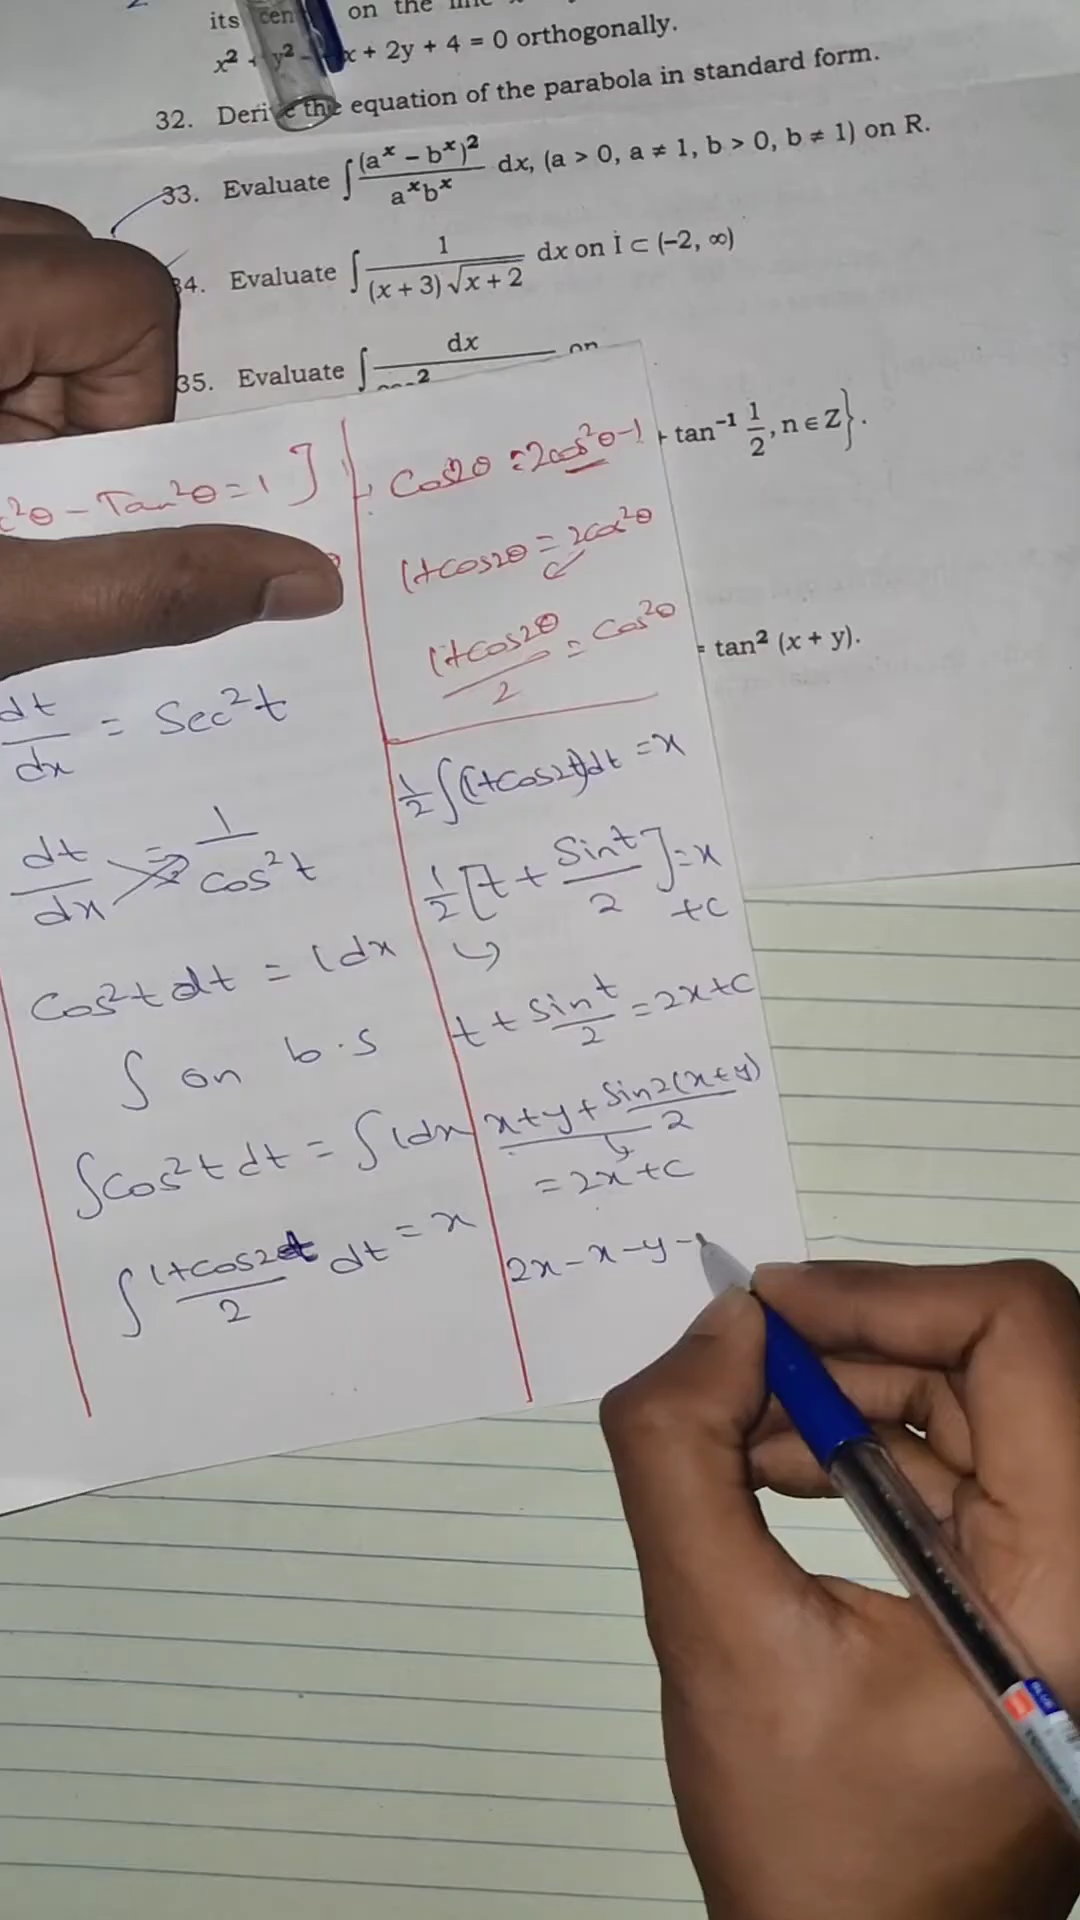 its cen on the
x² + y² - x + 2y + 4 = 0 orthogonally.
32. Derive the equation of the parabola in standard form.
33. Evaluate ∫ (aˣ – bˣ)² / aˣbˣ dx, (a > 0, a ≠ 1, b > 0, b ≠ 1) on R.
34. Evaluate ∫ 1 / (x + 3) √x + 2 dx on I ⊂ (–2, ∞)
35. Evaluate ∫ dx
+ tan⁻¹ 1/2, n ∈ Z}.
= tan² (x + y).
c²θ – Tan²θ = 1 ]
dt/dx = Sec²t
dt/dx = 1/cos²t
Cos²t dt = 1dx
∫ on b.s
∫cos²t dt = ∫1dx
∫ 1+cos2t / 2 dt = x
Cos2θ = 2cos²θ-1
1+cos2θ = 2cos²θ
1+cos2θ / 2 = Cos²θ
1/2 ∫(1+cos2t)dt = x
1/2 [t + Sint/2] = x
+c
t + Sint/2 = 2x+c
x+y + Sin2(x+y) / 2
= 2x+c
2x - x - y -